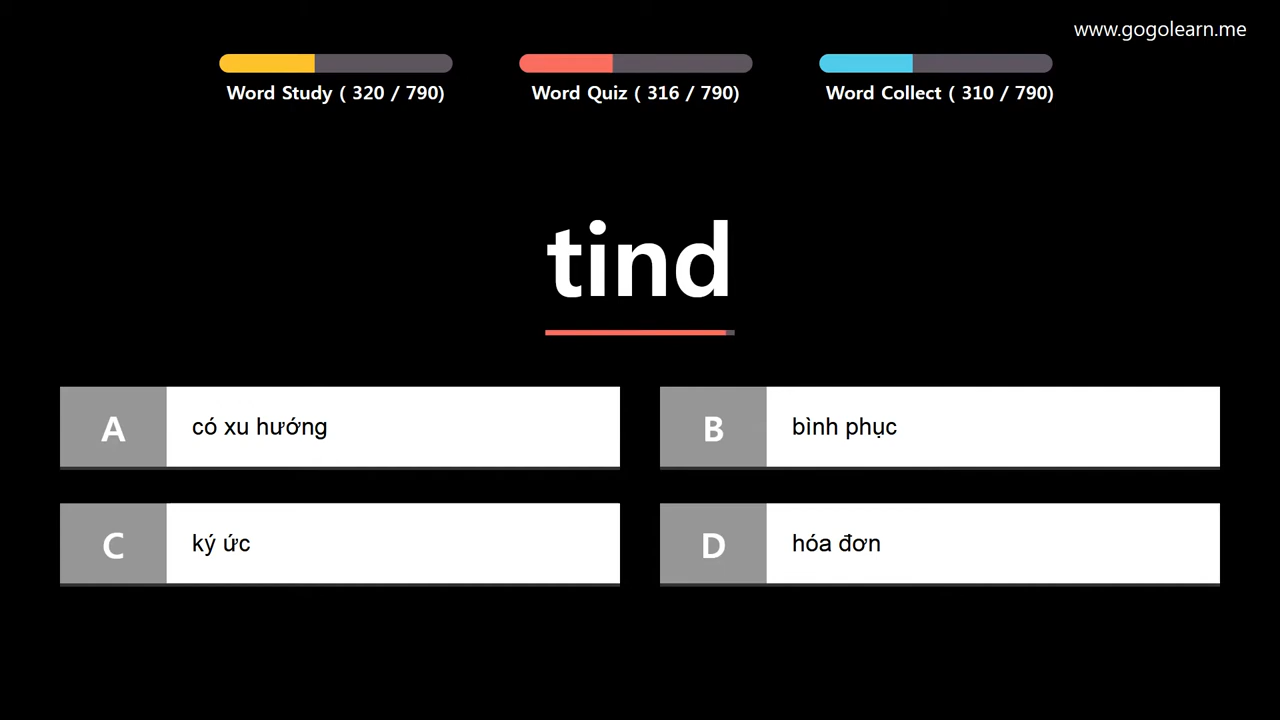 www.gogolearn.me
Word Study ( 320 / 790)
Word Quiz ( 316 / 790)
Word Collect ( 310 / 790)
tind
A có xu hướng
B bình phục
C ký ức
D hóa đơn